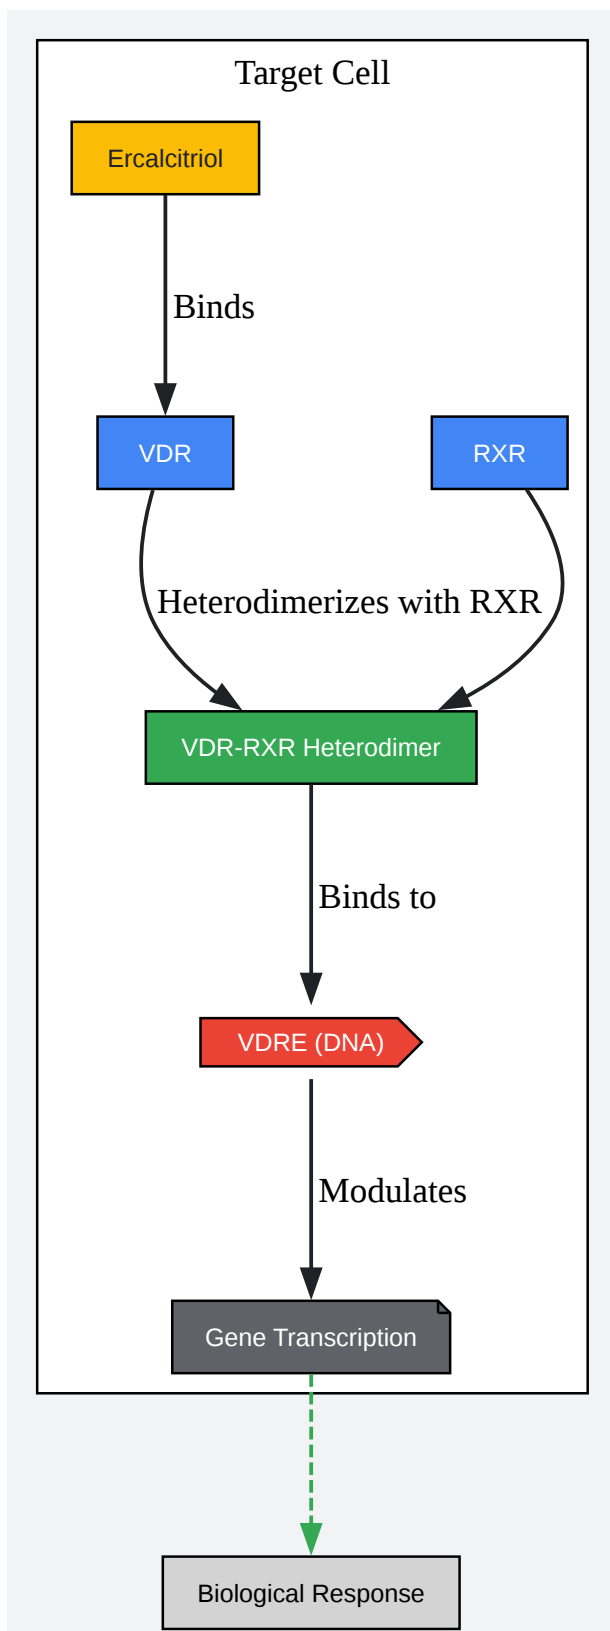 Target Cell
Ercalcitriol
Binds
VDR
RXR
Heterodimerizes with RXR
VDR-RXR Heterodimer
Binds to
VDRE (DNA)
Modulates
Gene Transcription
Biological Response